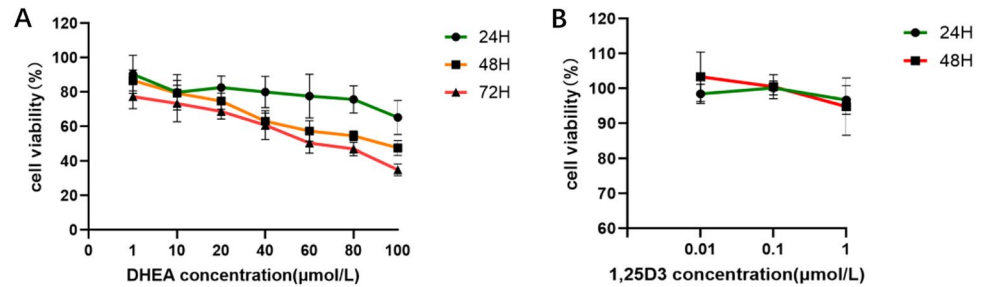 A
120
100
80
60
40
20
0
cell viability (%)
0 1 10 20 40 60 80 100
DHEA concentration(μmol/L)
24H
48H
72H
B
120
110
100
90
80
70
60
cell viability (%)
0.01 0.1 1
1,25D3 concentration(μmol/L)
24H
48H